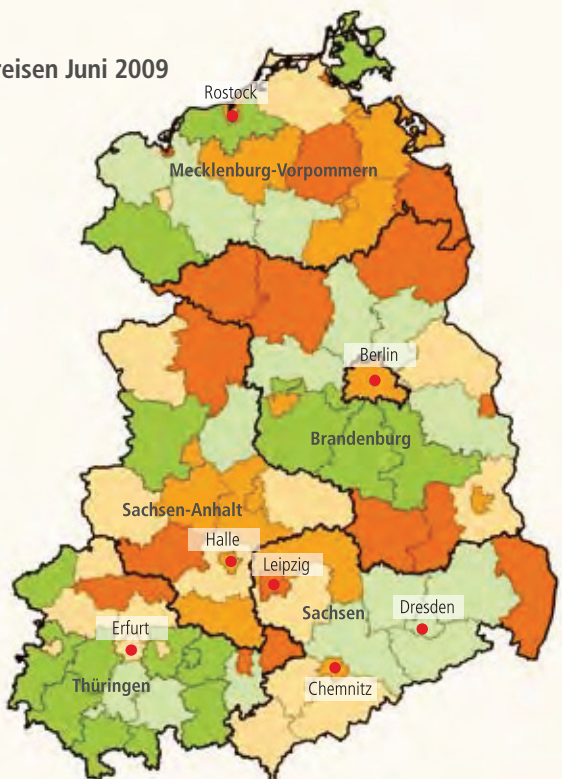 reisen Juni 2009
Rostock
Mecklenburg-Vorpommern
Berlin
Brandenburg
Sachsen-Anhalt
Halle
Leipzig
Sachsen
Dresden
Erfurt
Thüringen
Chemnitz